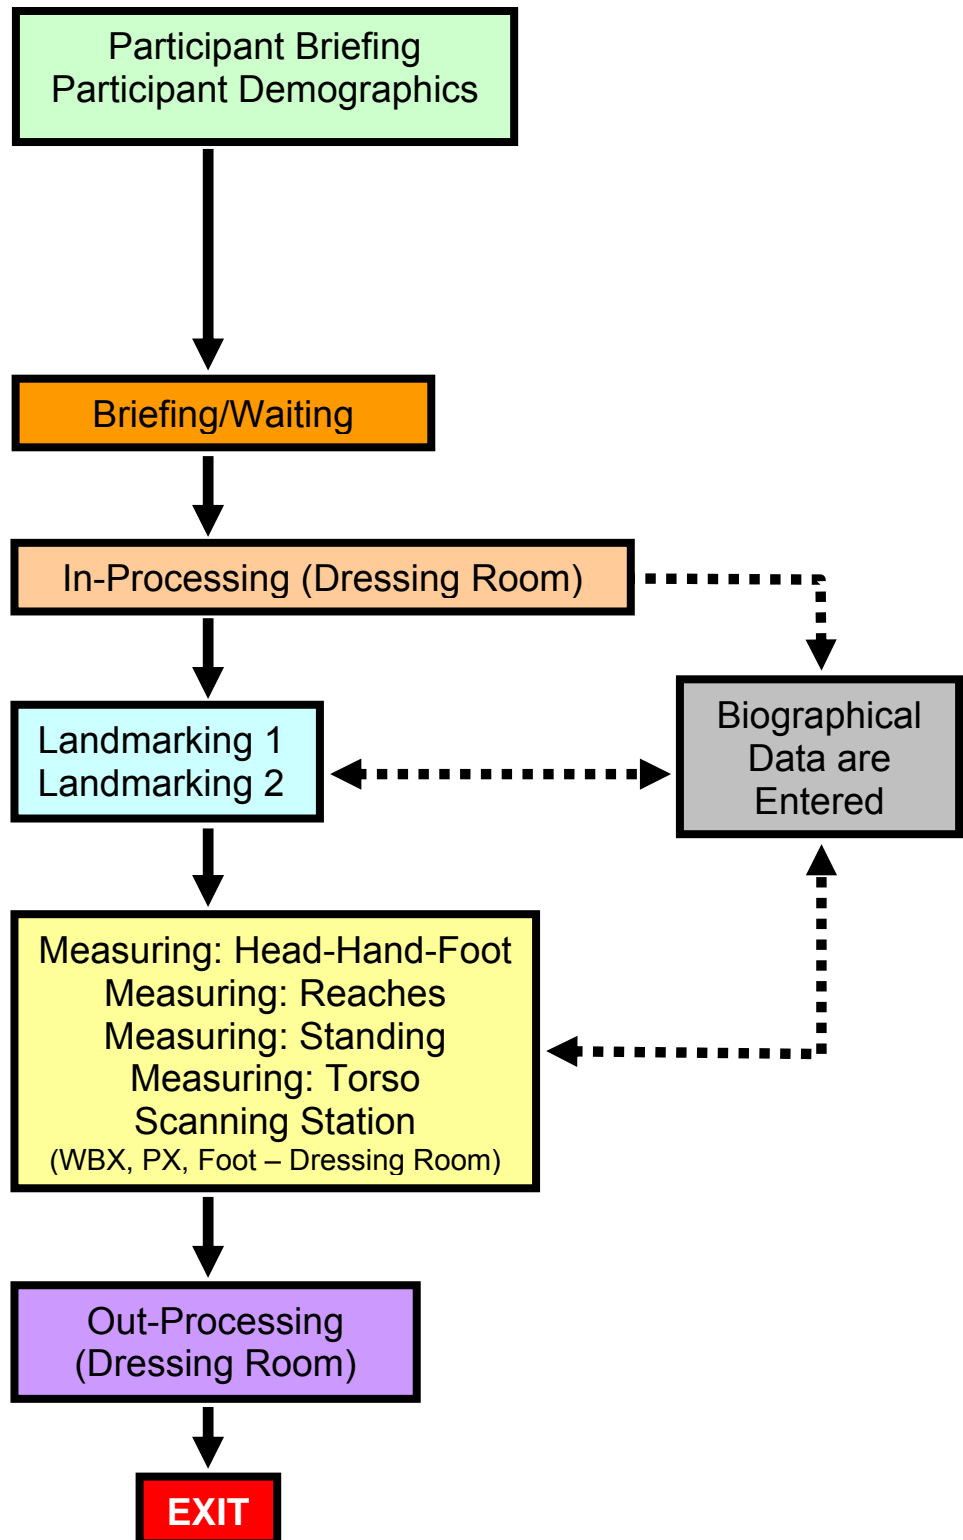 Participant Briefing
Participant Demographics
Briefing/Waiting
In-Processing (Dressing Room)
Landmarking 1
Landmarking 2
Biographical
Data are
Entered
Measuring: Head-Hand-Foot
Measuring: Reaches
Measuring: Standing
Measuring: Torso
Scanning Station
(WBX, PX, Foot – Dressing Room)
Out-Processing
(Dressing Room)
EXIT